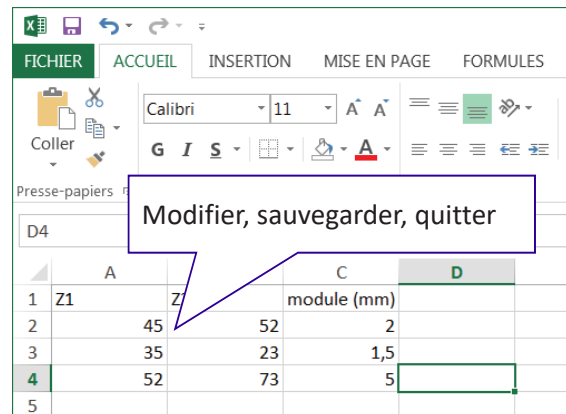 FICHIER ACCUEIL INSERTION MISE EN PAGE FORMULES
Coller
Calibri 11 A A
G I S A
Presse-papiers
Modifier, sauvegarder, quitter
D4
A C D
1 Z1 module (mm)
2 45 52 2
3 35 23 1,5
4 52 73 5
5